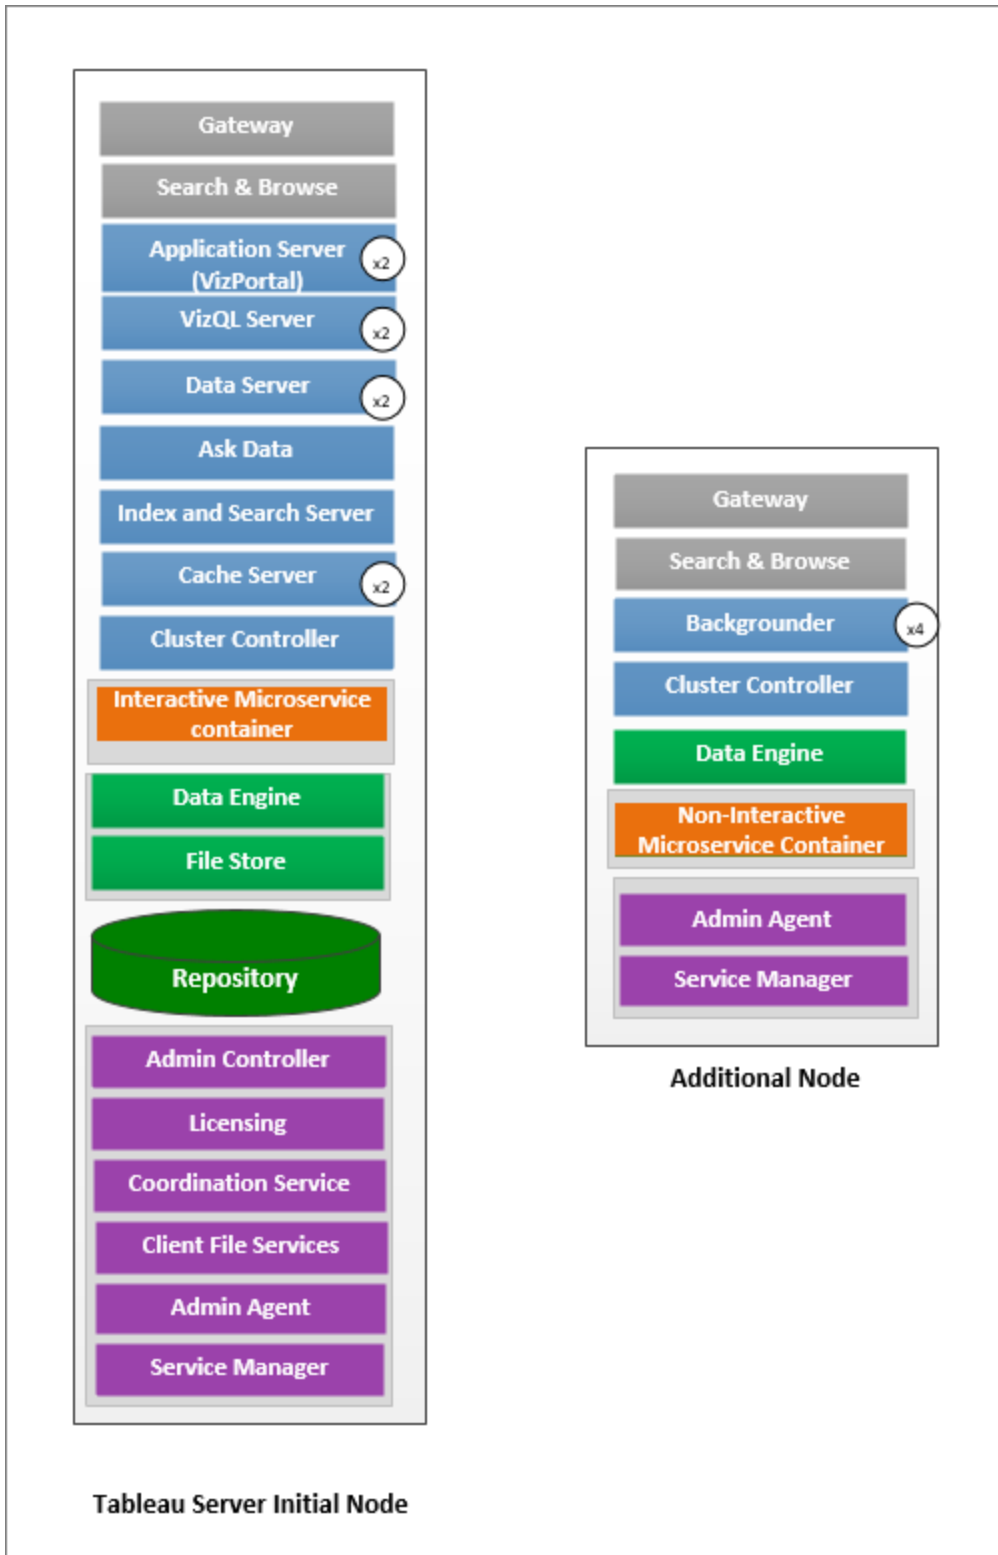 Gateway
Search & Browse
Application Server
(VizPortal)
x2
VizQL Server
x2
Data Server
x2
Ask Data
Index and Search Server
Cache Server
x2
Cluster Controller
Interactive Microservice
container
Data Engine
File Store
Repository
Admin Controller
Licensing
Coordination Service
Client File Services
Admin Agent
Service Manager
Tableau Server Initial Node
Gateway
Search & Browse
Backgrounder
x4
Cluster Controller
Data Engine
Non-Interactive
Microservice Container
Admin Agent
Service Manager
Additional Node